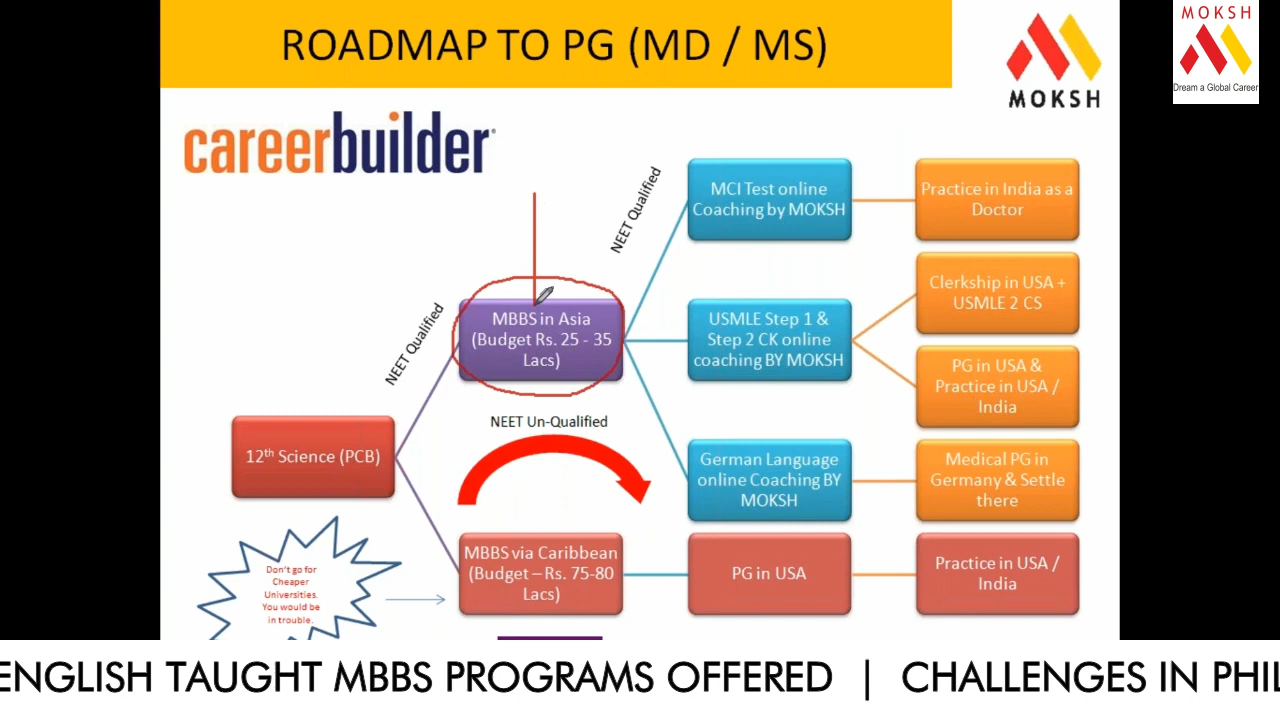 ROADMAP TO PG (MD / MS)
MOKSH
MOKSH
Dream a Global Career
careerbuilder
NEET Qualified
NEET Qualified
12th Science (PCB)
MBBS in Asia
(Budget Rs. 25 - 35
Lacs)
NEET Un-Qualified
MBBS via Caribbean
(Budget – Rs. 75-80
Lacs)
MCI Test online
Coaching by MOKSH
Practice in India as a
Doctor
USMLE Step 1 &
Step 2 CK online
coaching BY MOKSH
Clerkship in USA +
USMLE 2 CS
PG in USA &
Practice in USA /
India
German Language
online Coaching BY
MOKSH
Medical PG in
Germany & Settle
there
PG in USA
Practice in USA /
India
Don't go for
Cheaper
Universities.
You would be
in trouble.
ENGLISH TAUGHT MBBS PROGRAMS OFFERED | CHALLENGES IN PHIL